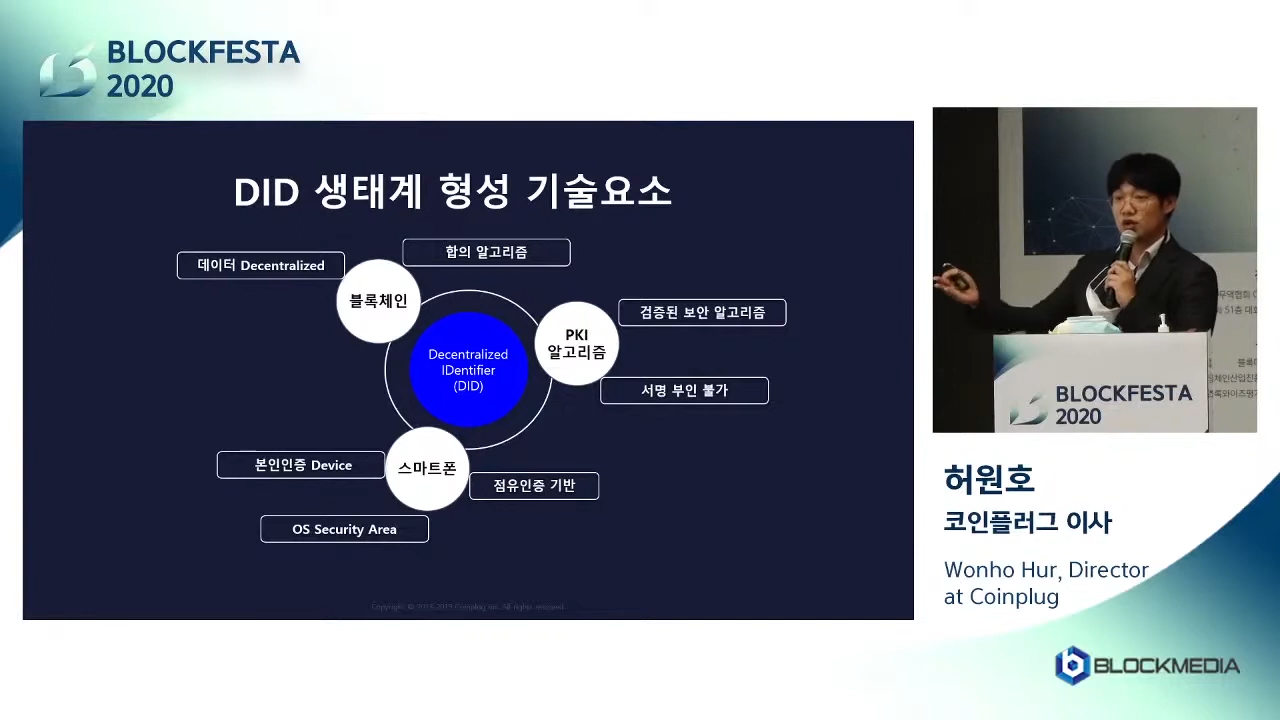 BLOCKFESTA
2020
DID 생태계 형성 기술요소
합의 알고리즘
데이터 Decentralized
블록체인
검증된 보안 알고리즘
PKI
알고리즘
Decentralized
IDentifier
(DID)
서명 부인 불가
본인인증 Device
스마트폰
점유인증 기반
OS Security Area
BLOCKFESTA
2020
허원호
코인플러그 이사
Wonho Hur, Director
at Coinplug
BLOCKMEDIA